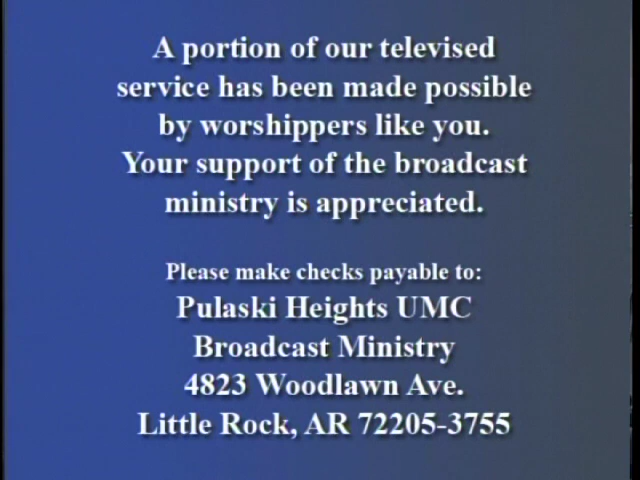 A portion of our televised
service has been made possible
by worshippers like you.
Your support of the broadcast
ministry is appreciated.
Please make checks payable to:
Pulaski Heights UMC
Broadcast Ministry
4823 Woodlawn Ave.
Little Rock, AR 72205-3755